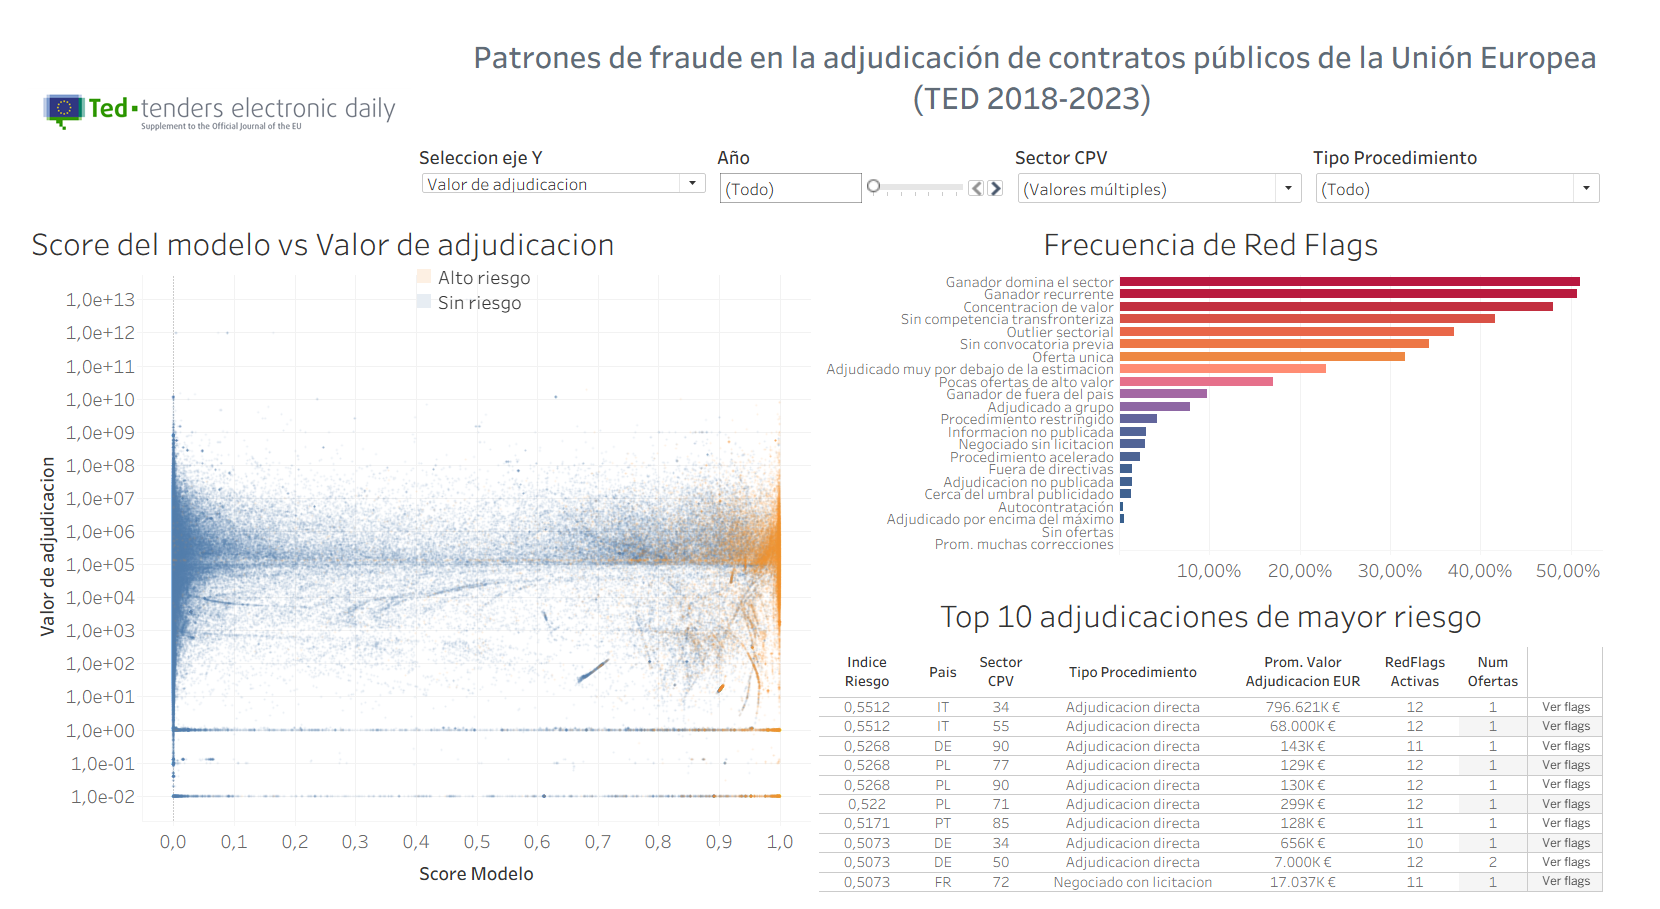 Patrones de fraude en la adjudicación de contratos públicos de la Unión Europea
(TED 2018-2023)
Ted tenders electronic daily
Supplement to the Official Journal of the EU
Seleccion eje Y
Valor de adjudicacion
Año
(Todo)
Sector CPV
(Valores múltiples)
Tipo Procedimiento
(Todo)
Score del modelo vs Valor de adjudicacion
Alto riesgo
Sin riesgo
Valor de adjudicacion
1,0e+13
1,0e+12
1,0e+11
1,0e+10
1,0e+09
1,0e+08
1,0e+07
1,0e+06
1,0e+05
1,0e+04
1,0e+03
1,0e+02
1,0e+01
1,0e+00
1,0e-01
1,0e-02
0,0 0,1 0,2 0,3 0,4 0,5 0,6 0,7 0,8 0,9 1,0
Score Modelo
Frecuencia de Red Flags
Ganador domina el sector
Ganador recurrente
Concentracion de valor
Sin competencia transfronteriza
Outlier sectorial
Sin convocatoria previa
Oferta unica
Adjudicado muy por debajo de la estimacion
Pocas ofertas de alto valor
Ganador de fuera del pais
Adjudicado a grupo
Procedimiento restringido
Informacion no publicada
Negociado sin licitacion
Procedimiento acelerado
Fuera de directivas
Adjudicacion no publicada
Cerca del umbral publicidado
Autocontratación
Adjudicado por encima del máximo
Sin ofertas
Prom. muchas correcciones
10,00% 20,00% 30,00% 40,00% 50,00%
Top 10 adjudicaciones de mayor riesgo
Indice Riesgo Pais Sector CPV Tipo Procedimiento Prom. Valor Adjudicacion EUR RedFlags Activas Num Ofertas
0,5512 IT 34 Adjudicacion directa 796.621K € 12 1 Ver flags
0,5512 IT 55 Adjudicacion directa 68.000K € 12 1 Ver flags
0,5268 DE 90 Adjudicacion directa 143K € 11 1 Ver flags
0,5268 PL 77 Adjudicacion directa 129K € 12 1 Ver flags
0,5268 PL 90 Adjudicacion directa 130K € 12 1 Ver flags
0,522 PL 71 Adjudicacion directa 299K € 12 1 Ver flags
0,5171 PT 85 Adjudicacion directa 128K € 11 1 Ver flags
0,5073 DE 34 Adjudicacion directa 656K € 10 1 Ver flags
0,5073 DE 50 Adjudicacion directa 7.000K € 12 2 Ver flags
0,5073 FR 72 Negociado con licitacion 17.037K € 11 1 Ver flags